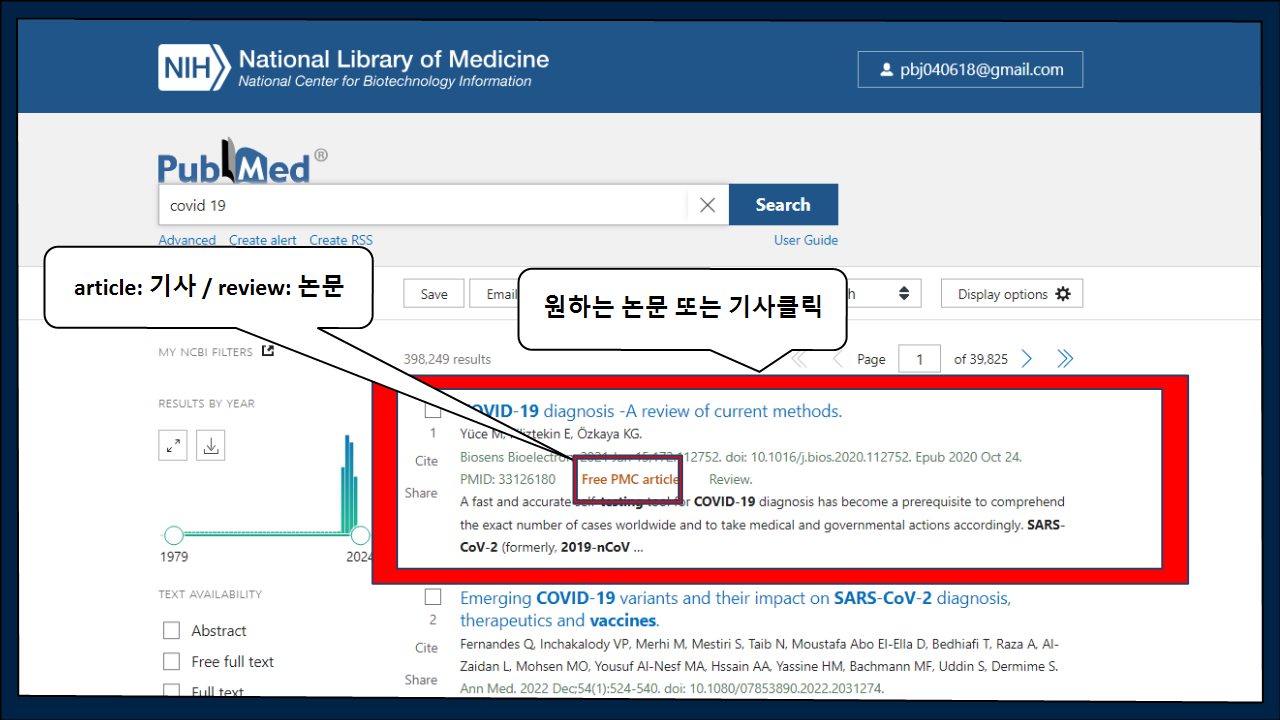 NIH National Library of Medicine
National Center for Biotechnology Information
pbj040618@gmail.com
PubMed®
covid 19
Search
Advanced Create alert Create RSS
User Guide
article: 기사 / review: 논문
Save Email
원하는 논문 또는 기사클릭
Display options
MY NCBI FILTERS
398,249 results
Page 1 of 39,825
RESULTS BY YEAR
1979 2024
TEXT AVAILABILITY
Abstract
Free full text
Full text
COVID-19 diagnosis -A review of current methods.
1
Yüce M, Filiztekin E, Özkaya KG.
Cite
Biosens Bioelectron. 2021 Jan 15;172:112752. doi: 10.1016/j.bios.2020.112752. Epub 2020 Oct 24.
PMID: 33126180 Free PMC article Review.
Share
A fast and accurate self-testing tool for COVID-19 diagnosis has become a prerequisite to comprehend
the exact number of cases worldwide and to take medical and governmental actions accordingly. SARS-
CoV-2 (formerly, 2019-nCoV ...
Emerging COVID-19 variants and their impact on SARS-CoV-2 diagnosis,
2
therapeutics and vaccines.
Cite
Fernandes Q, Inchakalody VP, Merhi M, Mestiri S, Taib N, Moustafa Abo El-Ella D, Bedhiafi T, Raza A, Al-
Zaidan L, Mohsen MO, Yousuf Al-Nesf MA, Hssain AA, Yassine HM, Bachmann MF, Uddin S, Dermime S.
Share
Ann Med. 2022 Dec;54(1):524-540. doi: 10.1080/07853890.2022.2031274.